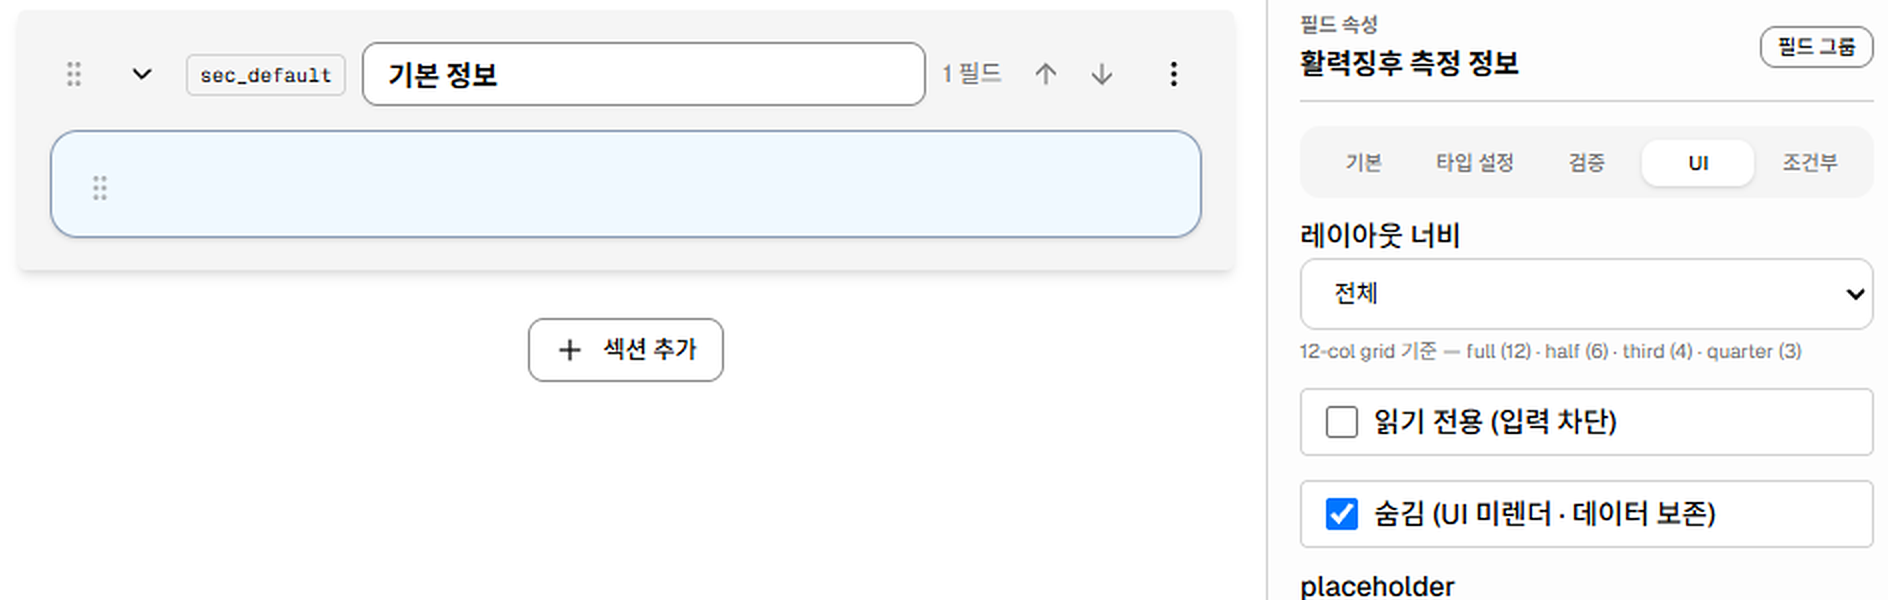 sec_default
기본 정보
1 필드
섹션 추가
필드 속성
활력징후 측정 정보
필드 그룹
기본 타입 설정 검증 UI 조건부
레이아웃 너비
전체
12-col grid 기준 — full (12) · half (6) · third (4) · quarter (3)
읽기 전용 (입력 차단)
숨김 (UI 미렌더 · 데이터 보존)
placeholder